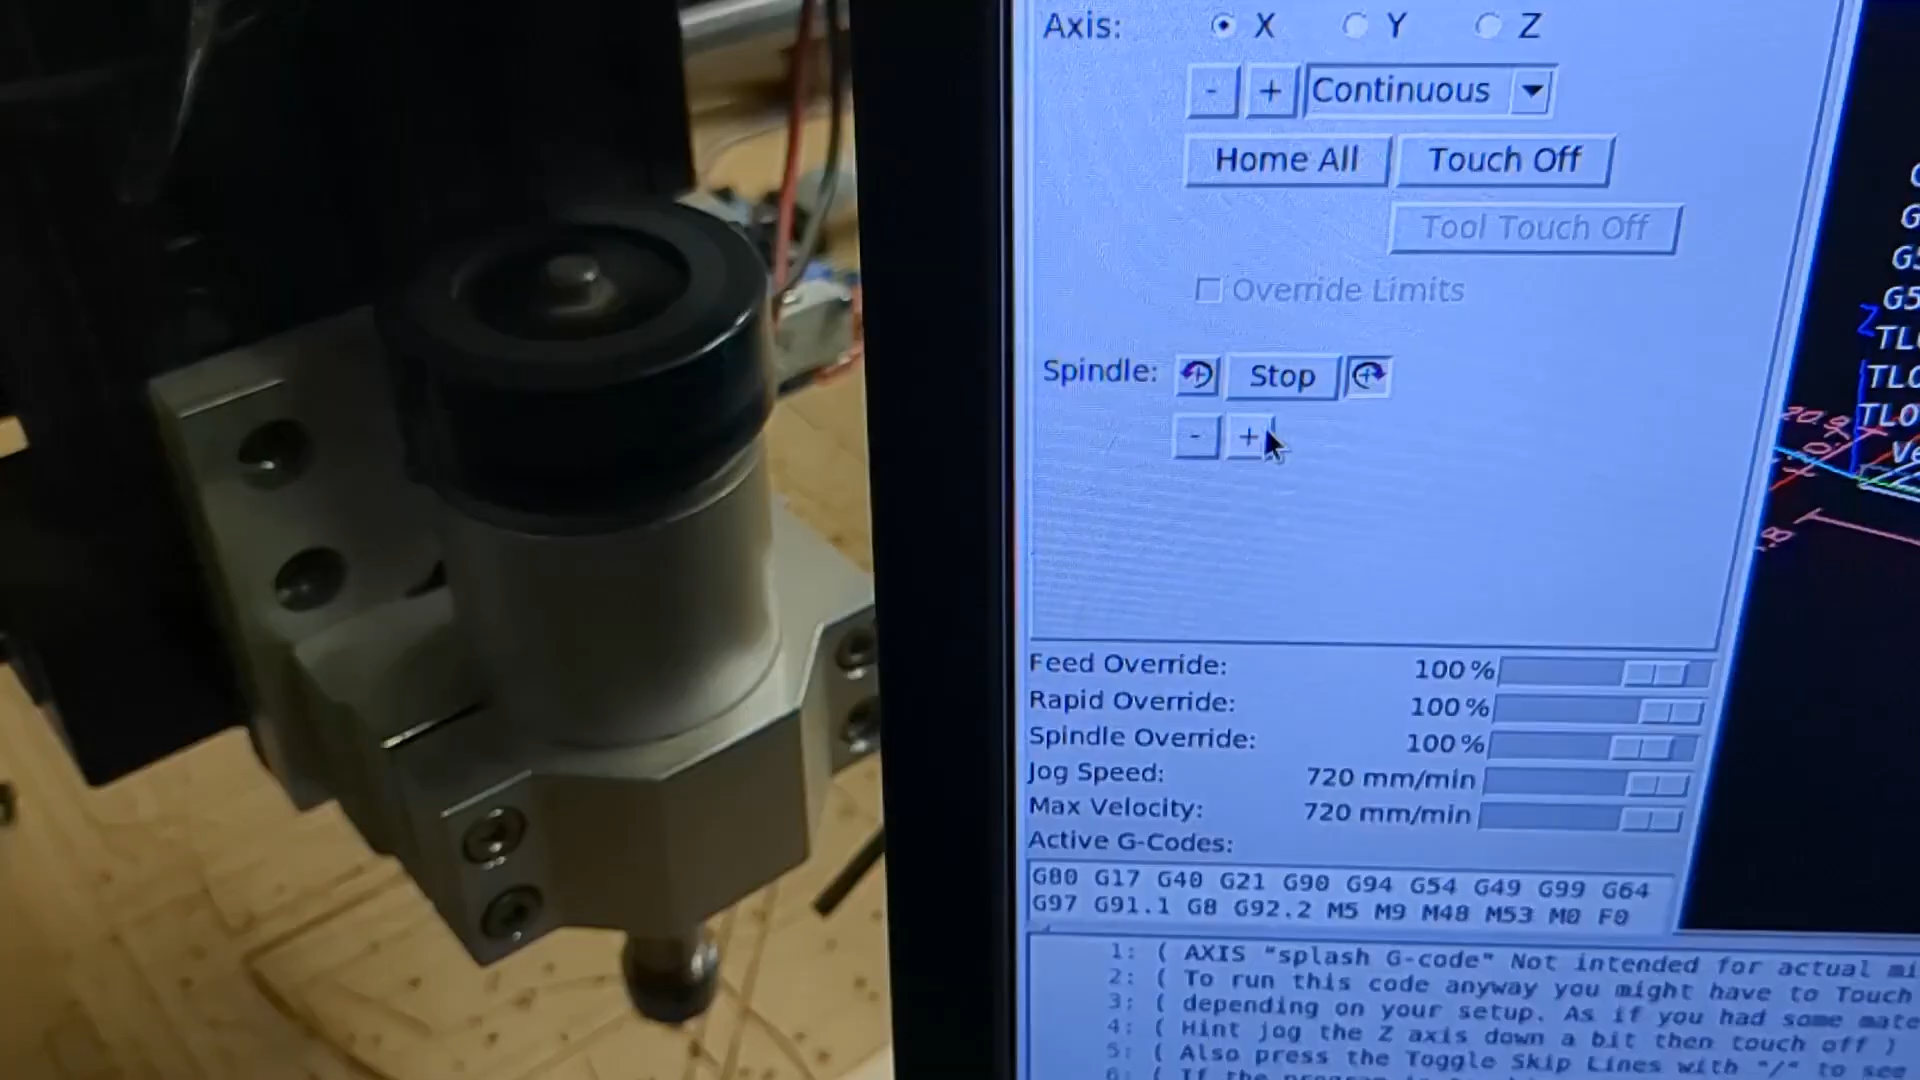 Axis: X Y Z
- + Continuous
Home All Touch Off
Tool Touch Off
Override Limits
Spindle: Stop
- +
Feed Override: 100 %
Rapid Override: 100 %
Spindle Override: 100 %
Jog Speed: 720 mm/min
Max Velocity: 720 mm/min
Active G-Codes:
G80 G17 G40 G21 G90 G94 G54 G49 G99 G64
G97 G91.1 G8 G92.2 M5 M9 M48 M53 M0 F0
1: ( AXIS "splash G-code" Not intended for actual mi
2: ( To run this code anyway you might have to Touch
3: ( depending on your setup. As if you had some mate
4: ( Hint jog the Z axis down a bit then touch off )
5: ( Also press the Toggle Skip Lines with "/" to see
Z